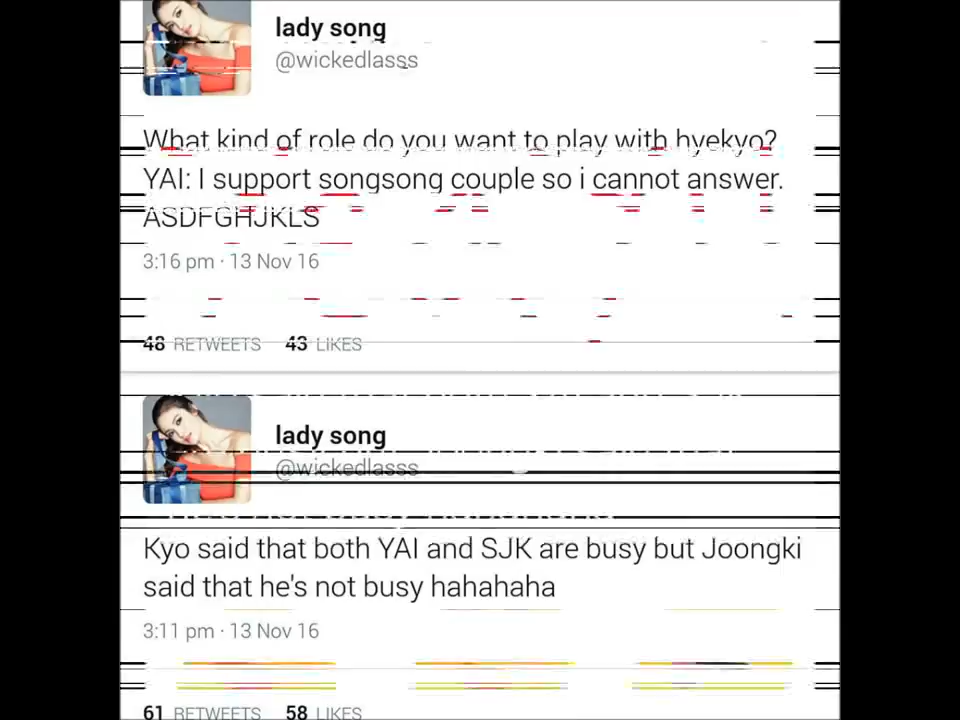 lady song
@wickedlasss
What kind of role do you want to play with hyekyo?
YAI: I support songsong couple so i cannot answer.
ASDFGHJKLS
3:16 pm · 13 Nov 16
48 RETWEETS 43 LIKES
lady song
@wickedlasss
Kyo said that both YAI and SJK are busy but Joongki
said that he's not busy hahahaha
3:11 pm · 13 Nov 16
61 RETWEETS 58 LIKES